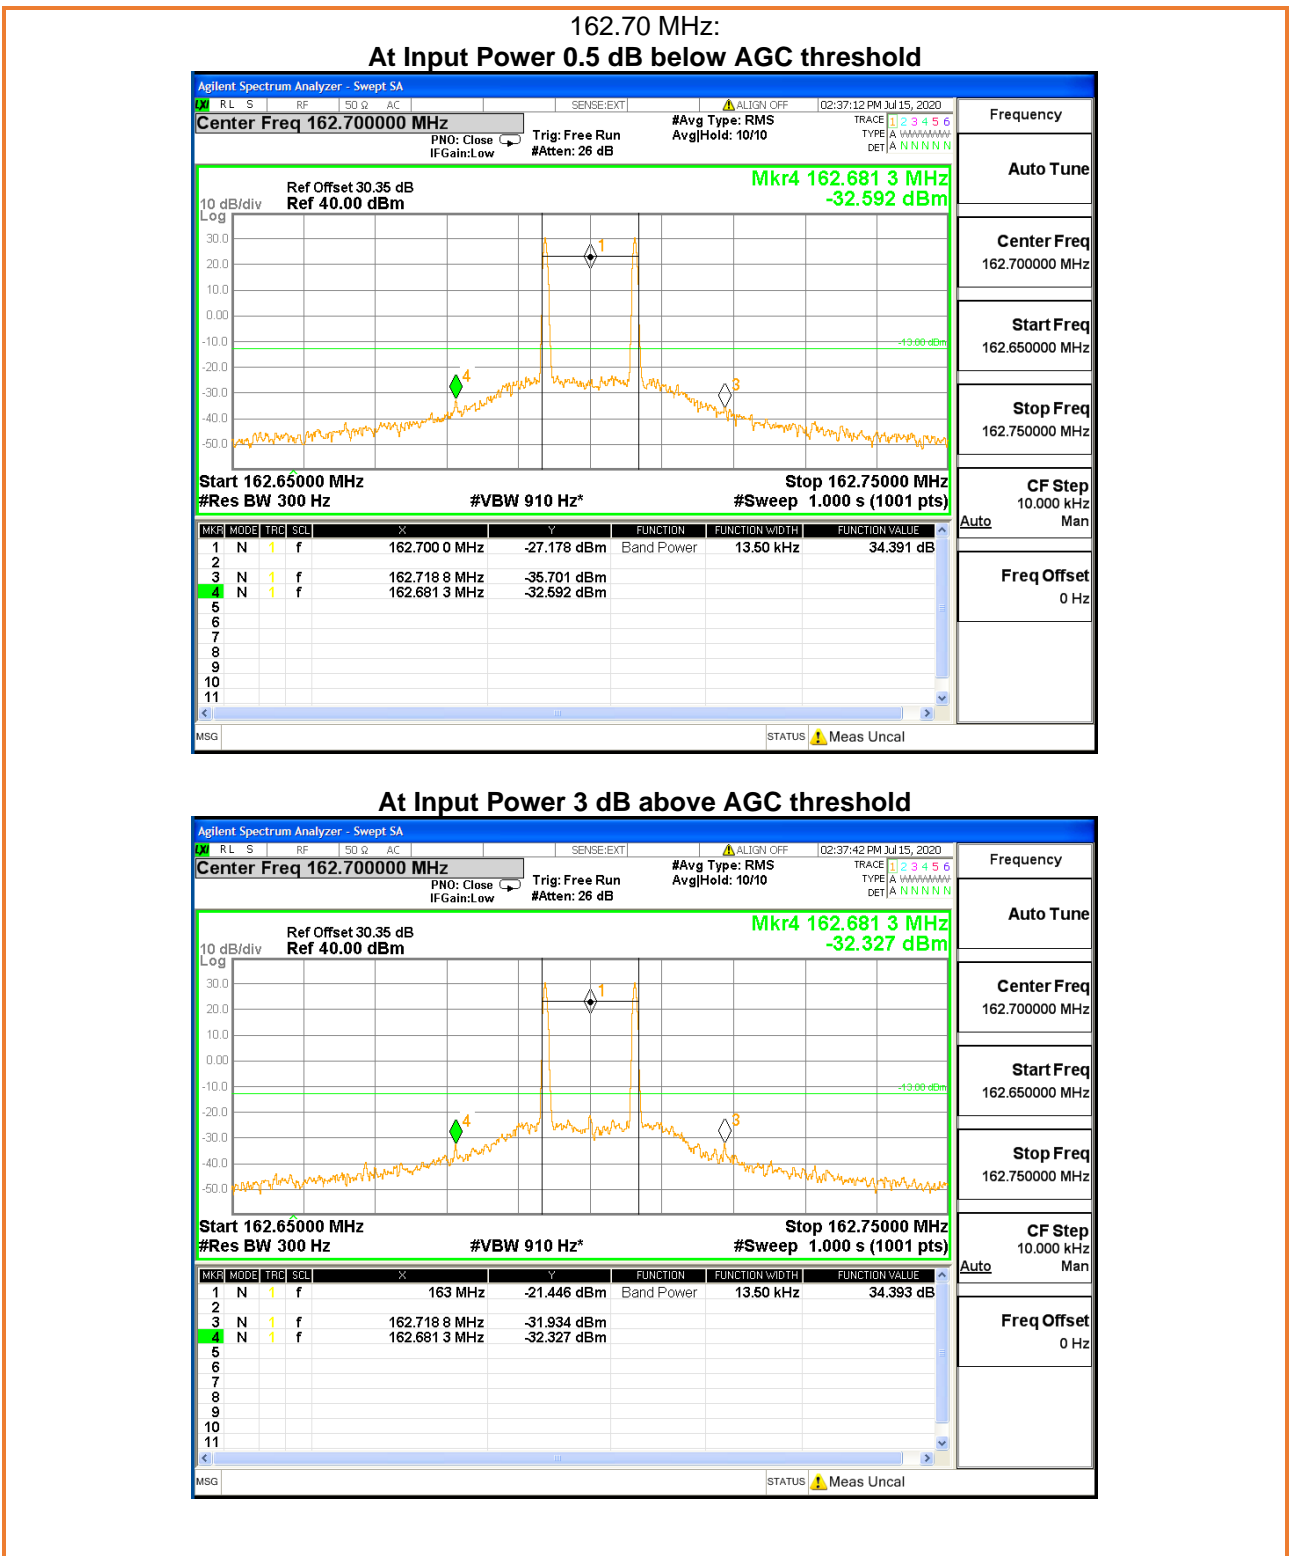 162.70 MHz:
At Input Power 0.5 dB below AGC threshold
Agilent Spectrum Analyzer - Swept SA
LXI RL S RF 50 Ω AC SENSE:EXT ALIGN OFF 02:37:12 PM Jul 15, 2020
Center Freq 162.700000 MHz
PNO: Close
IFGain:Low
Trig: Free Run
#Atten: 26 dB
#Avg Type: RMS
Avg|Hold: 10/10
TRACE 1 2 3 4 5 6
TYPE A WWWWW
DET A N N N N N
Frequency
Auto Tune
Center Freq
162.700000 MHz
Start Freq
162.650000 MHz
Stop Freq
162.750000 MHz
CF Step
10.000 kHz
Auto Man
Freq Offset
0 Hz
Mkr4 162.681 3 MHz
-32.592 dBm
Ref Offset 30.35 dB
10 dB/div Ref 40.00 dBm
Log
30.0
20.0
10.0
0.00
-10.0
-20.0
-30.0
-40.0
-50.0
1
-13.00 dBm
4
3
Start 162.65000 MHz Stop 162.75000 MHz
#Res BW 300 Hz #VBW 910 Hz* #Sweep 1.000 s (1001 pts)
MKR MODE TRC SCL X Y FUNCTION FUNCTION WIDTH FUNCTION VALUE
1 N 1 f 162.700 0 MHz -27.178 dBm Band Power 13.50 kHz 34.391 dB
2
3 N 1 f 162.718 8 MHz -35.701 dBm
4 N 1 f 162.681 3 MHz -32.592 dBm
5
6
7
8
9
10
11
MSG STATUS Meas Uncal
At Input Power 3 dB above AGC threshold
Agilent Spectrum Analyzer - Swept SA
LXI RL S RF 50 Ω AC SENSE:EXT ALIGN OFF 02:37:42 PM Jul 15, 2020
Center Freq 162.700000 MHz
PNO: Close
IFGain:Low
Trig: Free Run
#Atten: 26 dB
#Avg Type: RMS
Avg|Hold: 10/10
TRACE 1 2 3 4 5 6
TYPE A WWWWW
DET A N N N N N
Frequency
Auto Tune
Center Freq
162.700000 MHz
Start Freq
162.650000 MHz
Stop Freq
162.750000 MHz
CF Step
10.000 kHz
Auto Man
Freq Offset
0 Hz
Mkr4 162.681 3 MHz
-32.327 dBm
Ref Offset 30.35 dB
10 dB/div Ref 40.00 dBm
Log
30.0
20.0
10.0
0.00
-10.0
-20.0
-30.0
-40.0
-50.0
1
-13.00 dBm
4
3
Start 162.65000 MHz Stop 162.75000 MHz
#Res BW 300 Hz #VBW 910 Hz* #Sweep 1.000 s (1001 pts)
MKR MODE TRC SCL X Y FUNCTION FUNCTION WIDTH FUNCTION VALUE
1 N 1 f 163 MHz -21.446 dBm Band Power 13.50 kHz 34.393 dB
2
3 N 1 f 162.718 8 MHz -31.934 dBm
4 N 1 f 162.681 3 MHz -32.327 dBm
5
6
7
8
9
10
11
MSG STATUS Meas Uncal